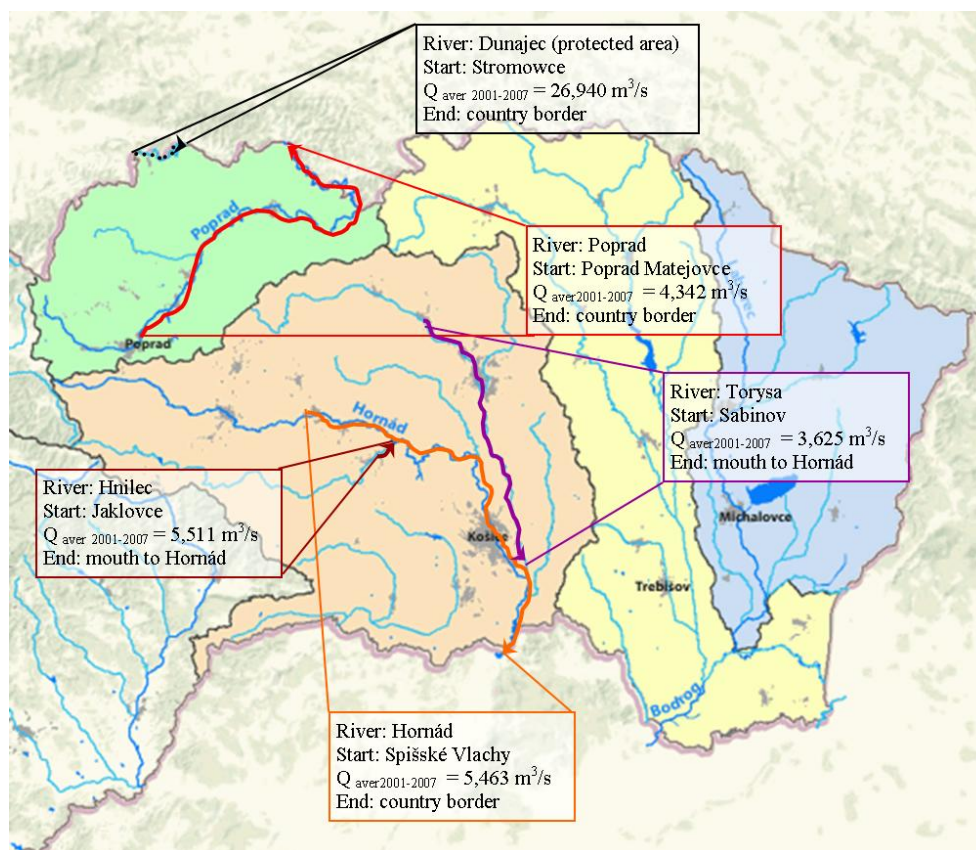 River: Dunajec (protected area)
Start: Stromowce
Q aver 2001-2007 = 26,940 m³/s
End: country border
Poprad
River: Poprad
Start: Poprad Matejovce
Q aver2001-2007 = 4,342 m³/s
End: country border
Poprad
River: Torysa
Start: Sabinov
Q aver2001-2007 = 3,625 m³/s
End: mouth to Hornád
Hornád
River: Hnilec
Start: Jaklovce
Q aver 2001-2007 = 5,511 m³/s
End: mouth to Hornád
Michalovce
Košice
Trebišov
Bodrog
River: Hornád
Start: Spišské Vlachy
Q aver2001-2007 = 5,463 m³/s
End: country border